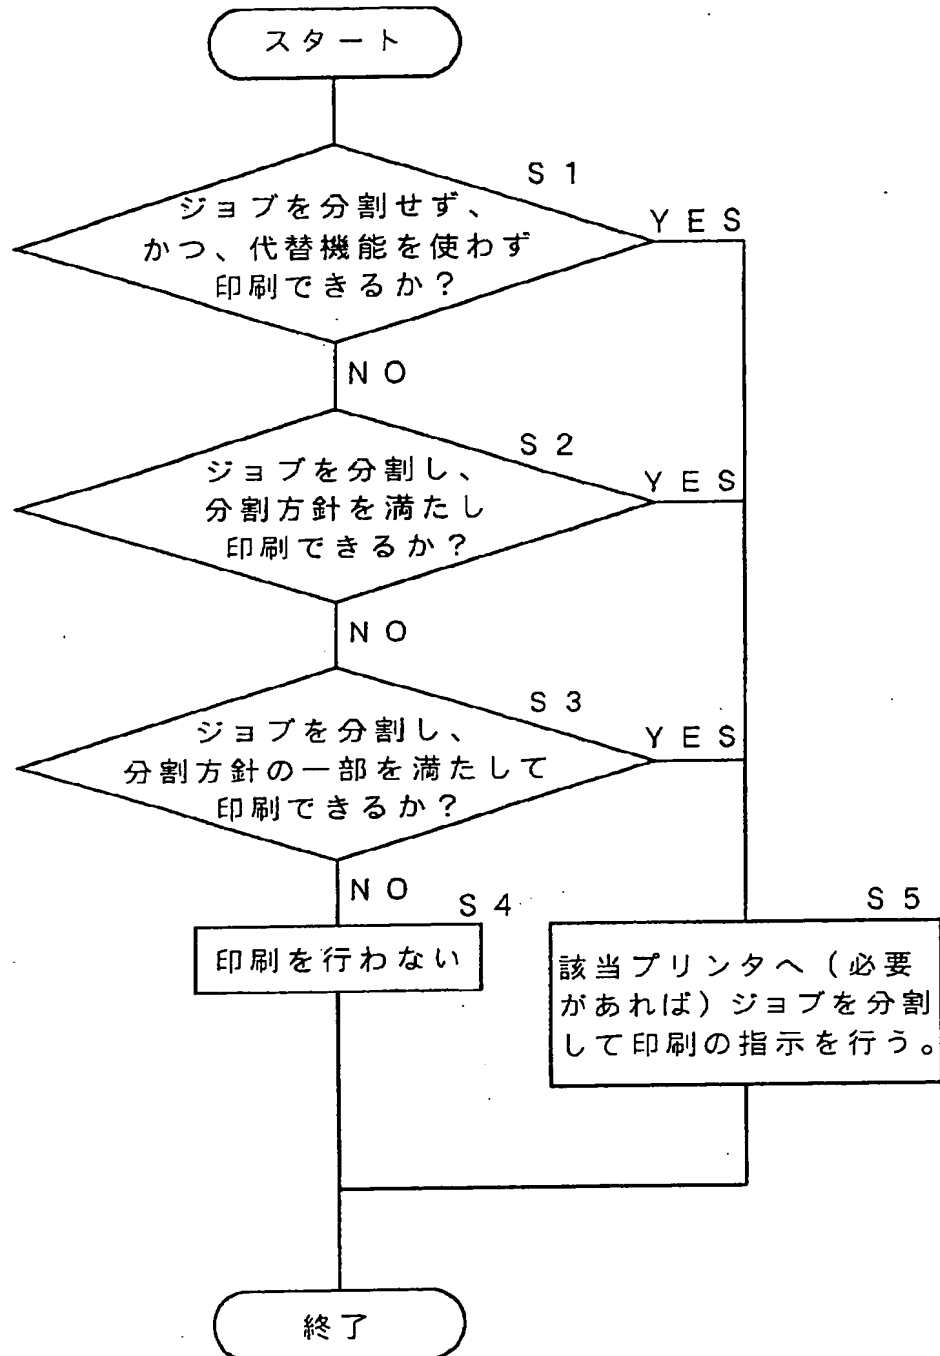 スタート
S1
ジョブを分割せず、
かつ、代替機能を使わず
印刷できるか？
YES
NO
S2
ジョブを分割し、
分割方針を満たし
印刷できるか？
YES
NO
S3
ジョブを分割し、
分割方針の一部を満たして
印刷できるか？
YES
NO
S4
印刷を行わない
S5
該当プリンタへ（必要
があれば）ジョブを分割
して印刷の指示を行う。
終了